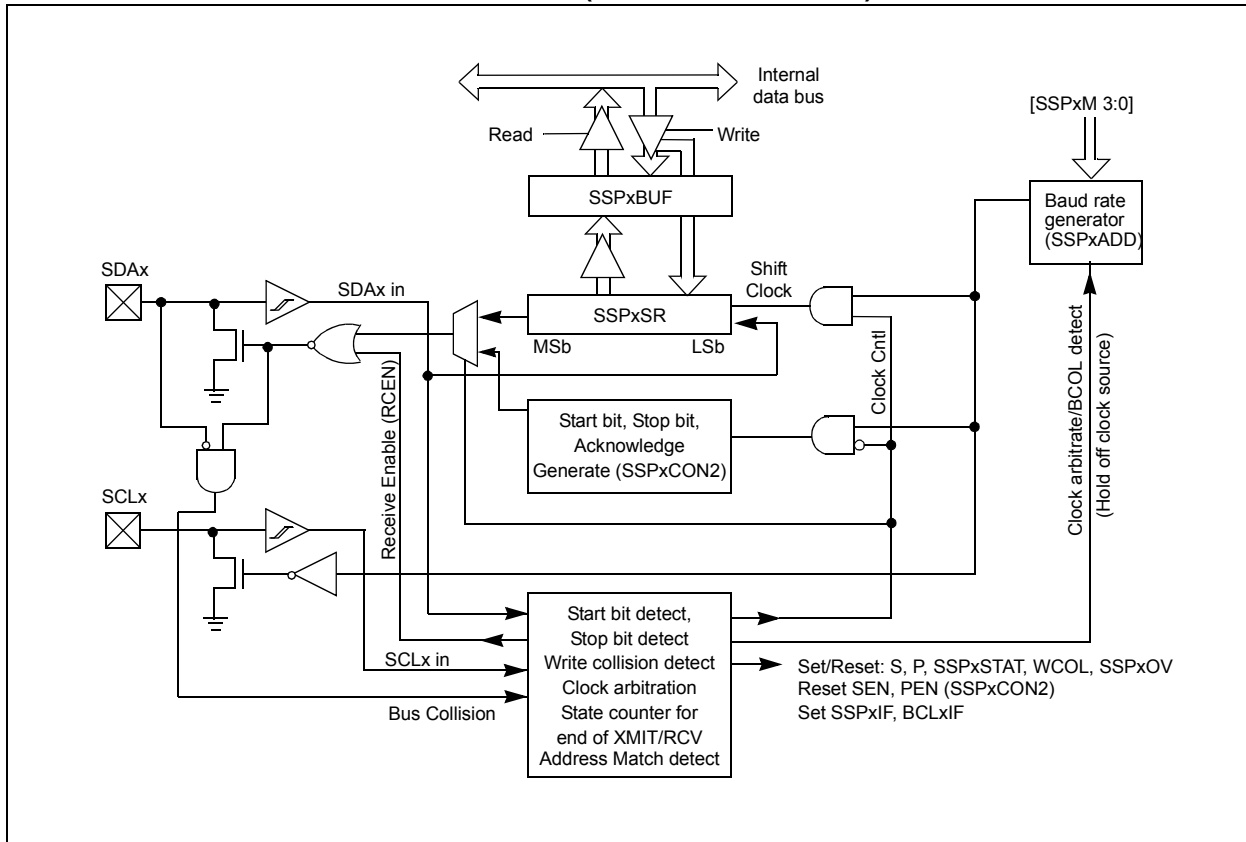 Internal
data bus
[SSPxM 3:0]
Read
Write
SSPxBUF
Baud rate
generator
(SSPxADD)
SDAx
SDAx in
Shift
Clock
SSPxSR
MSb
LSb
Clock Cntl
Receive Enable (RCEN)
Start bit, Stop bit,
Acknowledge
Generate (SSPxCON2)
Clock arbitrate/BCOL detect
(Hold off clock source)
SCLx
SCLx in
Bus Collision
Start bit detect,
Stop bit detect
Write collision detect
Clock arbitration
State counter for
end of XMIT/RCV
Address Match detect
Set/Reset: S, P, SSPxSTAT, WCOL, SSPxOV
Reset SEN, PEN (SSPxCON2)
Set SSPxIF, BCLxIF